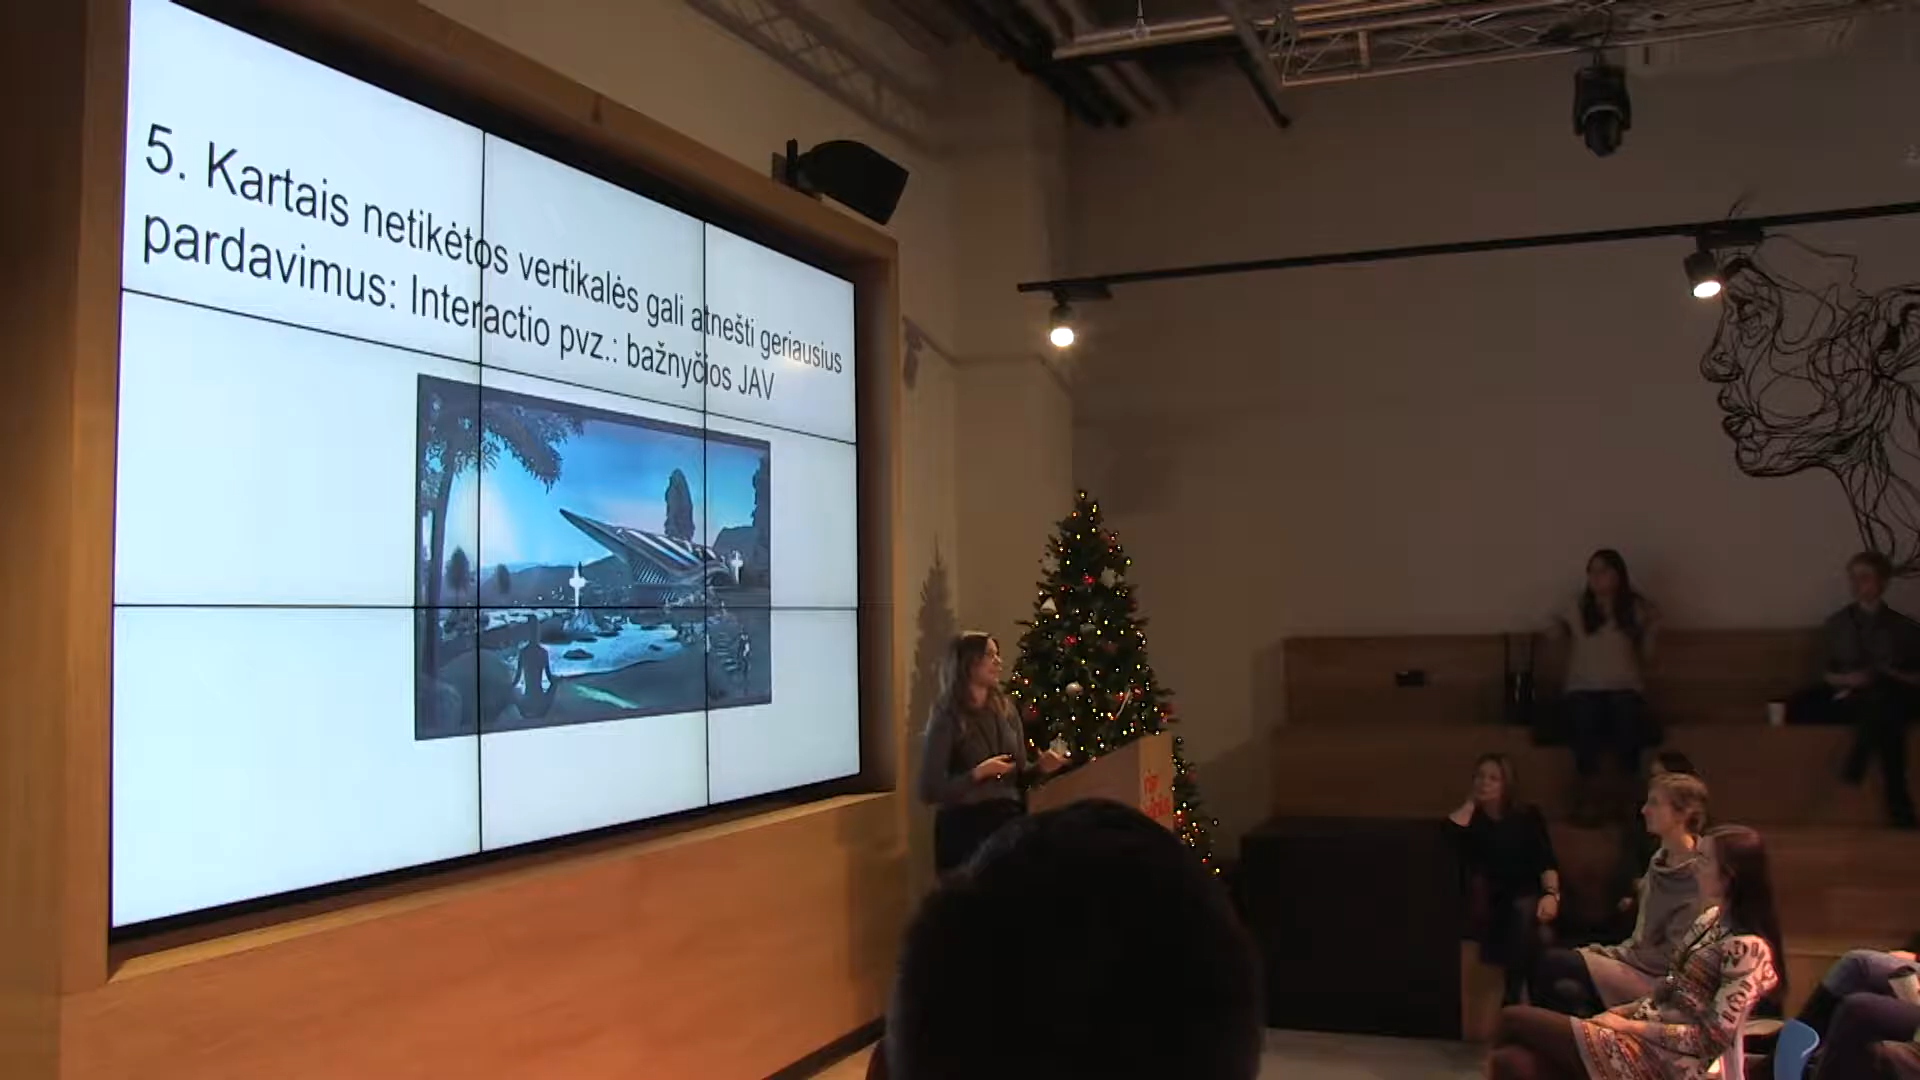 5. Kartais netikėtos vertikalės gali atnešti geriausius
pardavimus: Interactio pvz.: bažnyčios JAV